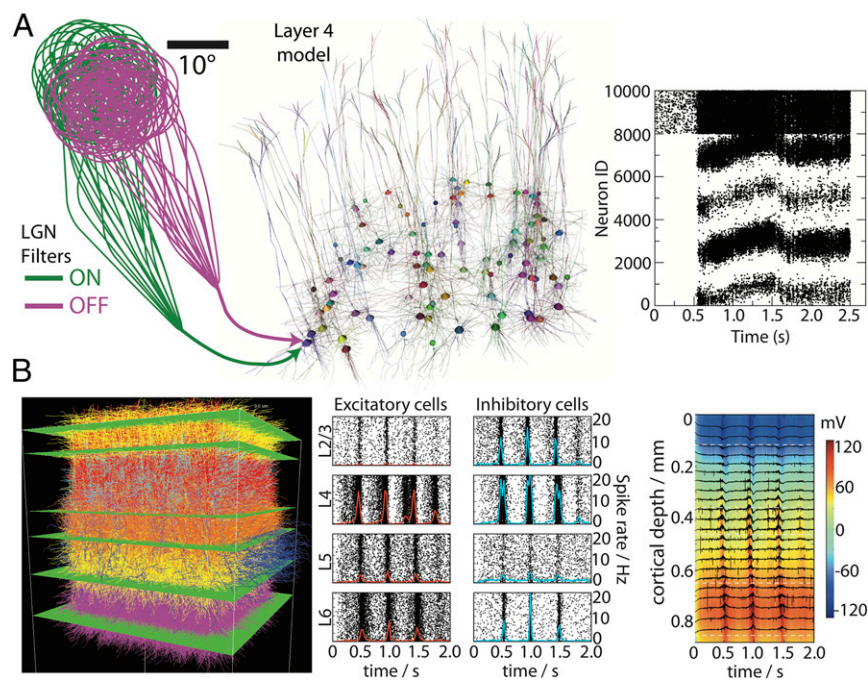 A
10°
Layer 4
model
LGN
Filters
ON
OFF
Neuron ID
10000
8000
6000
4000
2000
0
0 0.5 1.0 1.5 2.0 2.5
Time (s)
B
Excitatory cells Inhibitory cells
L2/3
L4
L5
L6
20
10
0
20
10
0
20
10
0
20
10
0
Spike rate / Hz
0 0.5 1.0 1.5 2.0
time / s
0 0.5 1.0 1.5 2.0
time / s
cortical depth / mm
0
0.2
0.4
0.6
0.8
0 0.5 1.0 1.5 2.0
time / s
mV
120
60
0
-60
-120